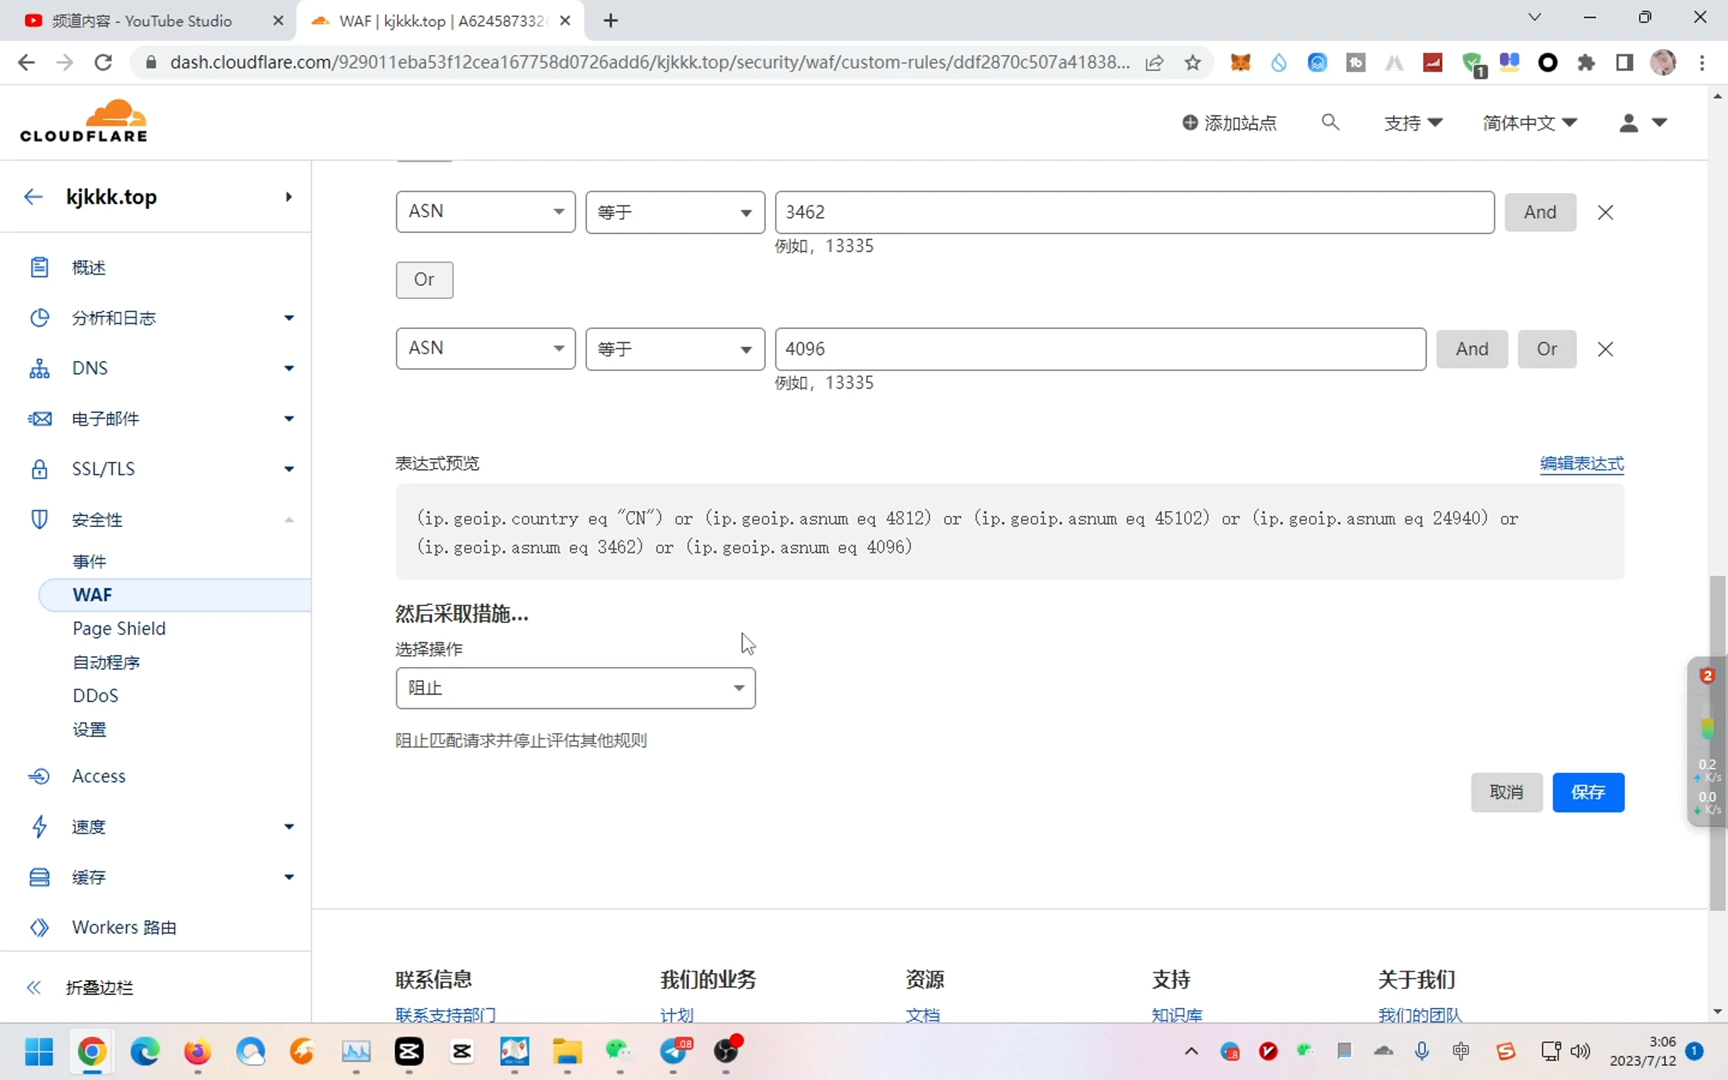 频道内容 - YouTube Studio
WAF | kjkkk.top | A624587332
dash.cloudflare.com/929011eba53f12cea167758d0726add6/kjkkk.top/security/waf/custom-rules/ddf2870c507a41838...
1
CLOUDFLARE
添加站点
支持
简体中文
kjkkk.top
概述
分析和日志
DNS
电子邮件
SSL/TLS
安全性
事件
WAF
Page Shield
自动程序
DDoS
设置
Access
速度
缓存
Workers 路由
折叠边栏
ASN 等于 3462 And
例如，13335
Or
ASN 等于 4096 And Or
例如，13335
表达式预览
编辑表达式
(ip.geoip.country eq "CN") or (ip.geoip.asnum eq 4812) or (ip.geoip.asnum eq 45102) or (ip.geoip.asnum eq 24940) or
(ip.geoip.asnum eq 3462) or (ip.geoip.asnum eq 4096)
然后采取措施...
选择操作
阻止
阻止匹配请求并停止评估其他规则
取消 保存
2
0.2
K/s
0.0
K/s
联系信息 我们的业务 资源 支持 关于我们
联系支持部门 计划 文档 知识库 我们的团队
中
3:06
2023/7/12
1